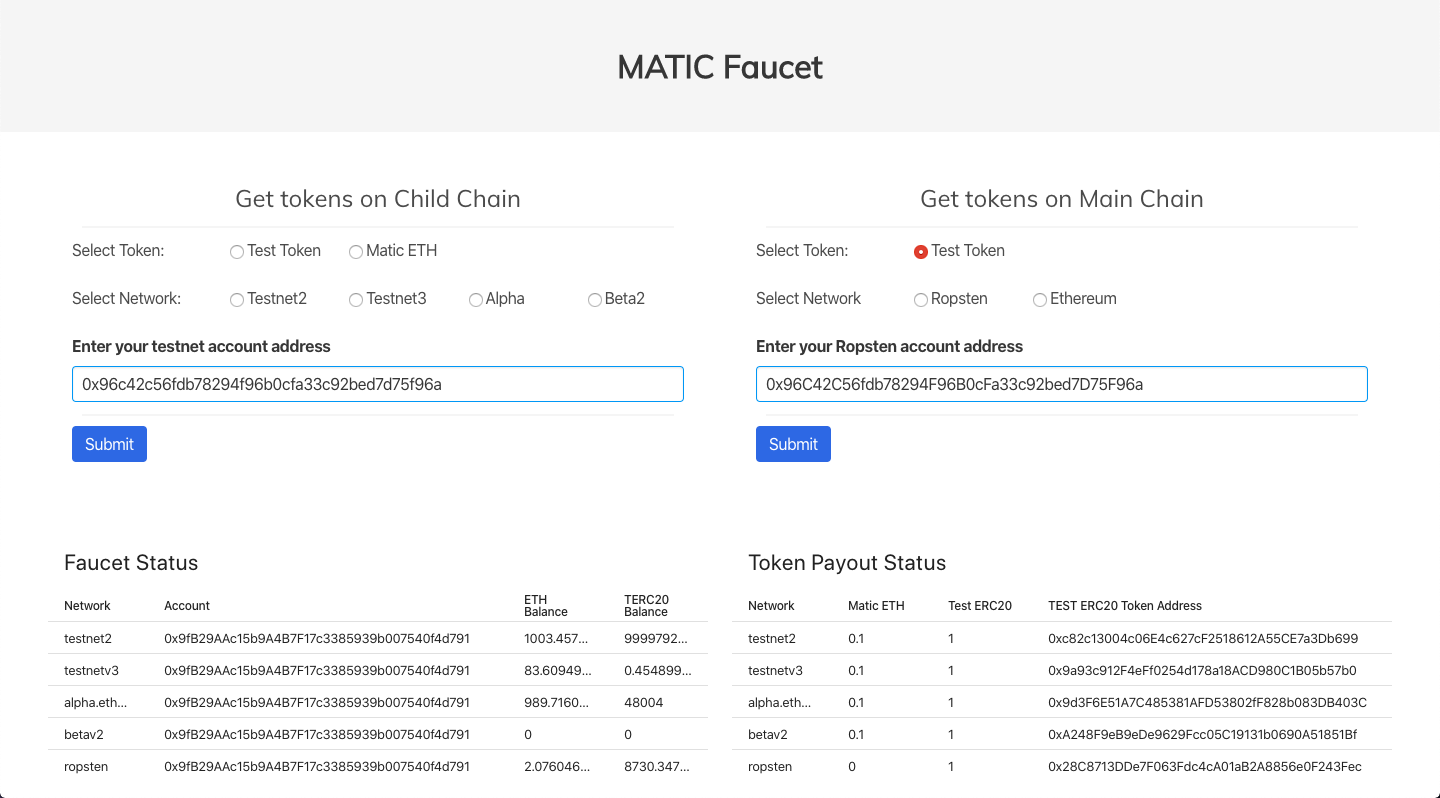 MATIC Faucet
Get tokens on Child Chain
Select Token: Test Token Matic ETH
Select Network: Testnet2 Testnet3 Alpha Beta2
Enter your testnet account address
0x96c42c56fdb78294f96b0cfa33c92bed7d75f96a
Submit
Get tokens on Main Chain
Select Token: Test Token
Select Network Ropsten Ethereum
Enter your Ropsten account address
0x96C42C56fdb78294F96B0cFa33c92bed7D75F96a
Submit
Faucet Status
Network Account ETH Balance TERC20 Balance
testnet2 0x9fB29AAc15b9A4B7F17c3385939b007540f4d791 1003.457... 9999792...
testnetv3 0x9fB29AAc15b9A4B7F17c3385939b007540f4d791 83.60949... 0.454899...
alpha.eth... 0x9fB29AAc15b9A4B7F17c3385939b007540f4d791 989.7160... 48004
betav2 0x9fB29AAc15b9A4B7F17c3385939b007540f4d791 0 0
ropsten 0x9fB29AAc15b9A4B7F17c3385939b007540f4d791 2.076046... 8730.347...
Token Payout Status
Network Matic ETH Test ERC20 TEST ERC20 Token Address
testnet2 0.1 1 0xc82c13004c06E4c627cF2518612A55CE7a3Db699
testnetv3 0.1 1 0x9a93c912F4eFf0254d178a18ACD980C1B05b57b0
alpha.eth... 0.1 1 0x9d3F6E51A7C485381AFD53802fF828b083DB403C
betav2 0.1 1 0xA248F9eB9eDe9629Fcc05C19131b0690A51851Bf
ropsten 0 1 0x28C8713DDe7F063Fdc4cA01aB2A8856e0F243Fec